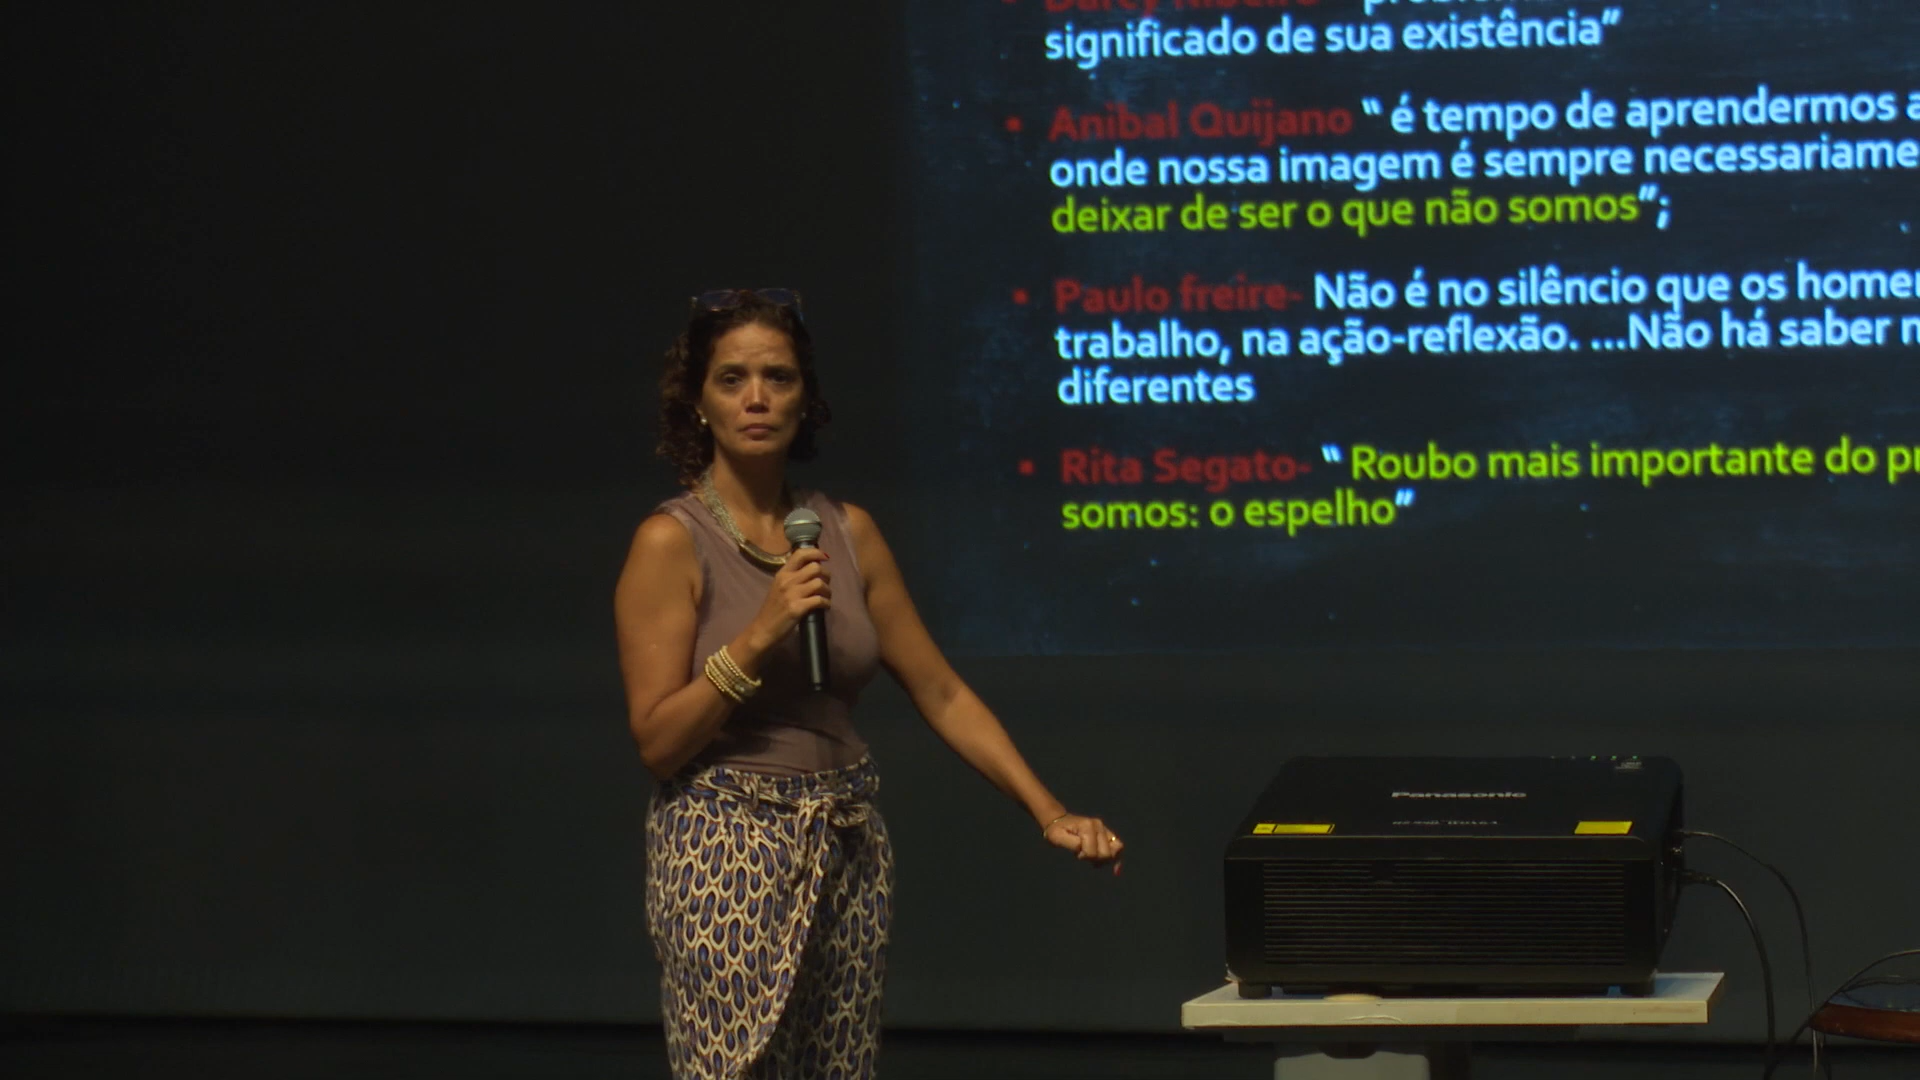 Darcy Ribeiro
significado de sua existência”
Anibal Quijano “ é tempo de aprendermos a
onde nossa imagem é sempre
deixar de ser o que não somos”;
Paulo freire- Não é no silêncio que os
trabalho, na ação-reflexão. ...Não há saber
diferentes
Rita Segato- “ Roubo mais importante do
somos: o espelho”
Panasonic